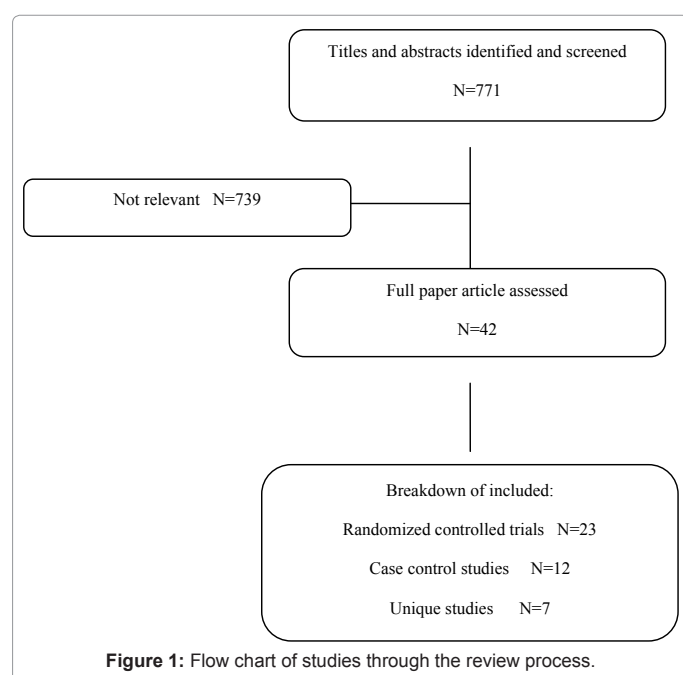 Titles and abstracts identified and screened
N=771
Not relevant N=739
Full paper article assessed
N=42
Breakdown of included:
Randomized controlled trials N=23
Case control studies N=12
Unique studies N=7
Figure 1: Flow chart of studies through the review process.